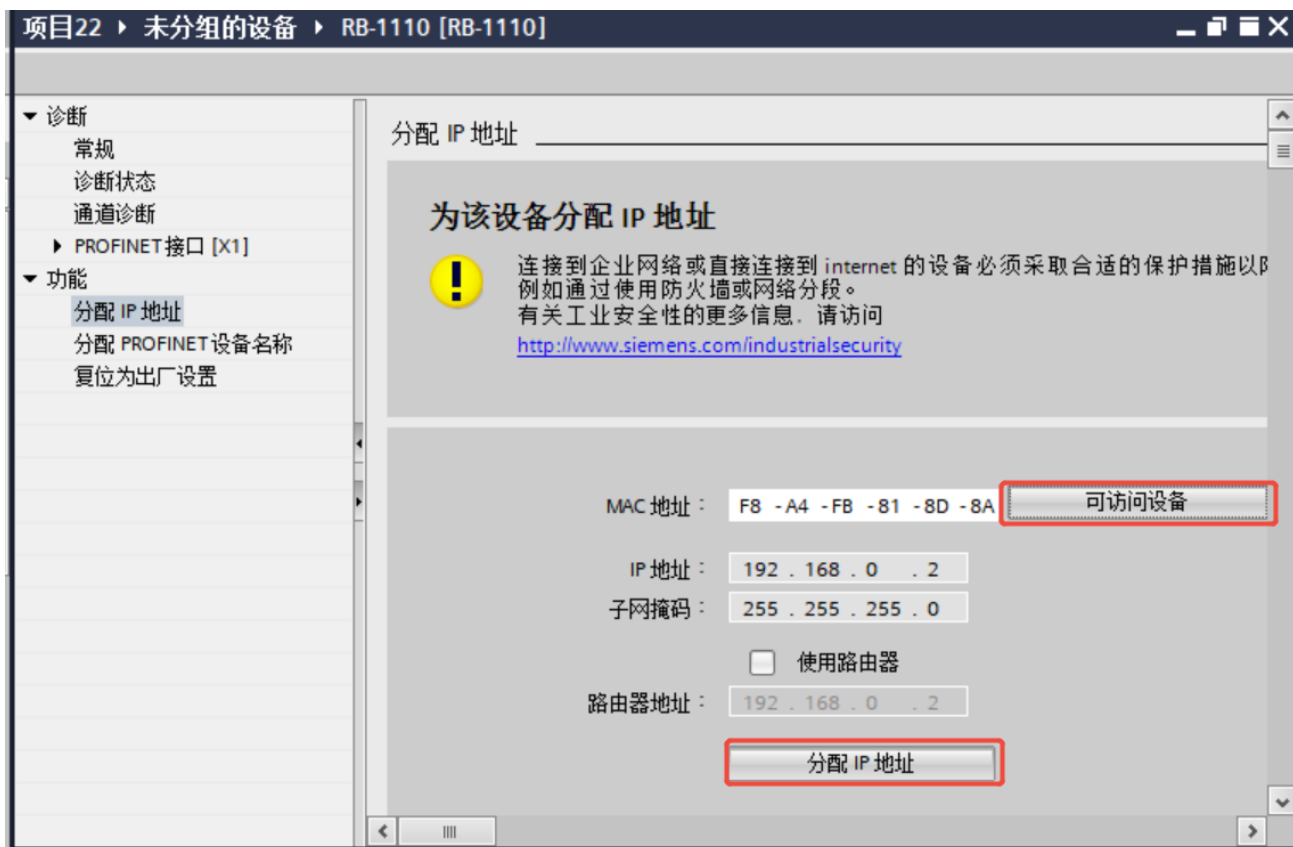 项目22 ▸ 未分组的设备 ▸ RB-1110 [RB-1110]
诊断
常规
诊断状态
通道诊断
PROFINET接口 [X1]
功能
分配 IP 地址
分配 PROFINET设备名称
复位为出厂设置
分配 IP 地址
为该设备分配 IP 地址
连接到企业网络或直接连接到 internet 的设备必须采取合适的保护措施以
例如通过使用防火墙或网络分段。
有关工业安全性的更多信息，请访问
http://www.siemens.com/industrialsecurity
MAC 地址： F8 -A4 -FB -81 -8D -8A 可访问设备
IP 地址： 192 . 168 . 0 . 2
子网掩码： 255 . 255 . 255 . 0
使用路由器
路由器地址： 192 . 168 . 0 . 2
分配 IP 地址